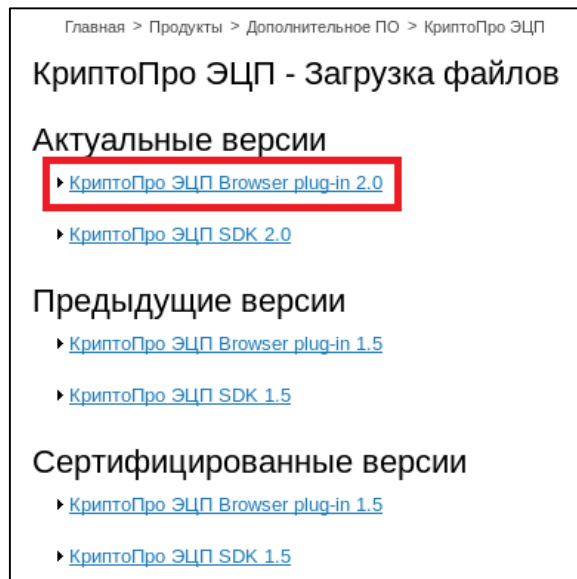 Главная > Продукты > Дополнительное ПО > КриптоПро ЭЦП
КриптоПро ЭЦП - Загрузка файлов
Актуальные версии
КриптоПро ЭЦП Browser plug-in 2.0
КриптоПро ЭЦП SDK 2.0
Предыдущие версии
КриптоПро ЭЦП Browser plug-in 1.5
КриптоПро ЭЦП SDK 1.5
Сертифицированные версии
КриптоПро ЭЦП Browser plug-in 1.5
КриптоПро ЭЦП SDK 1.5